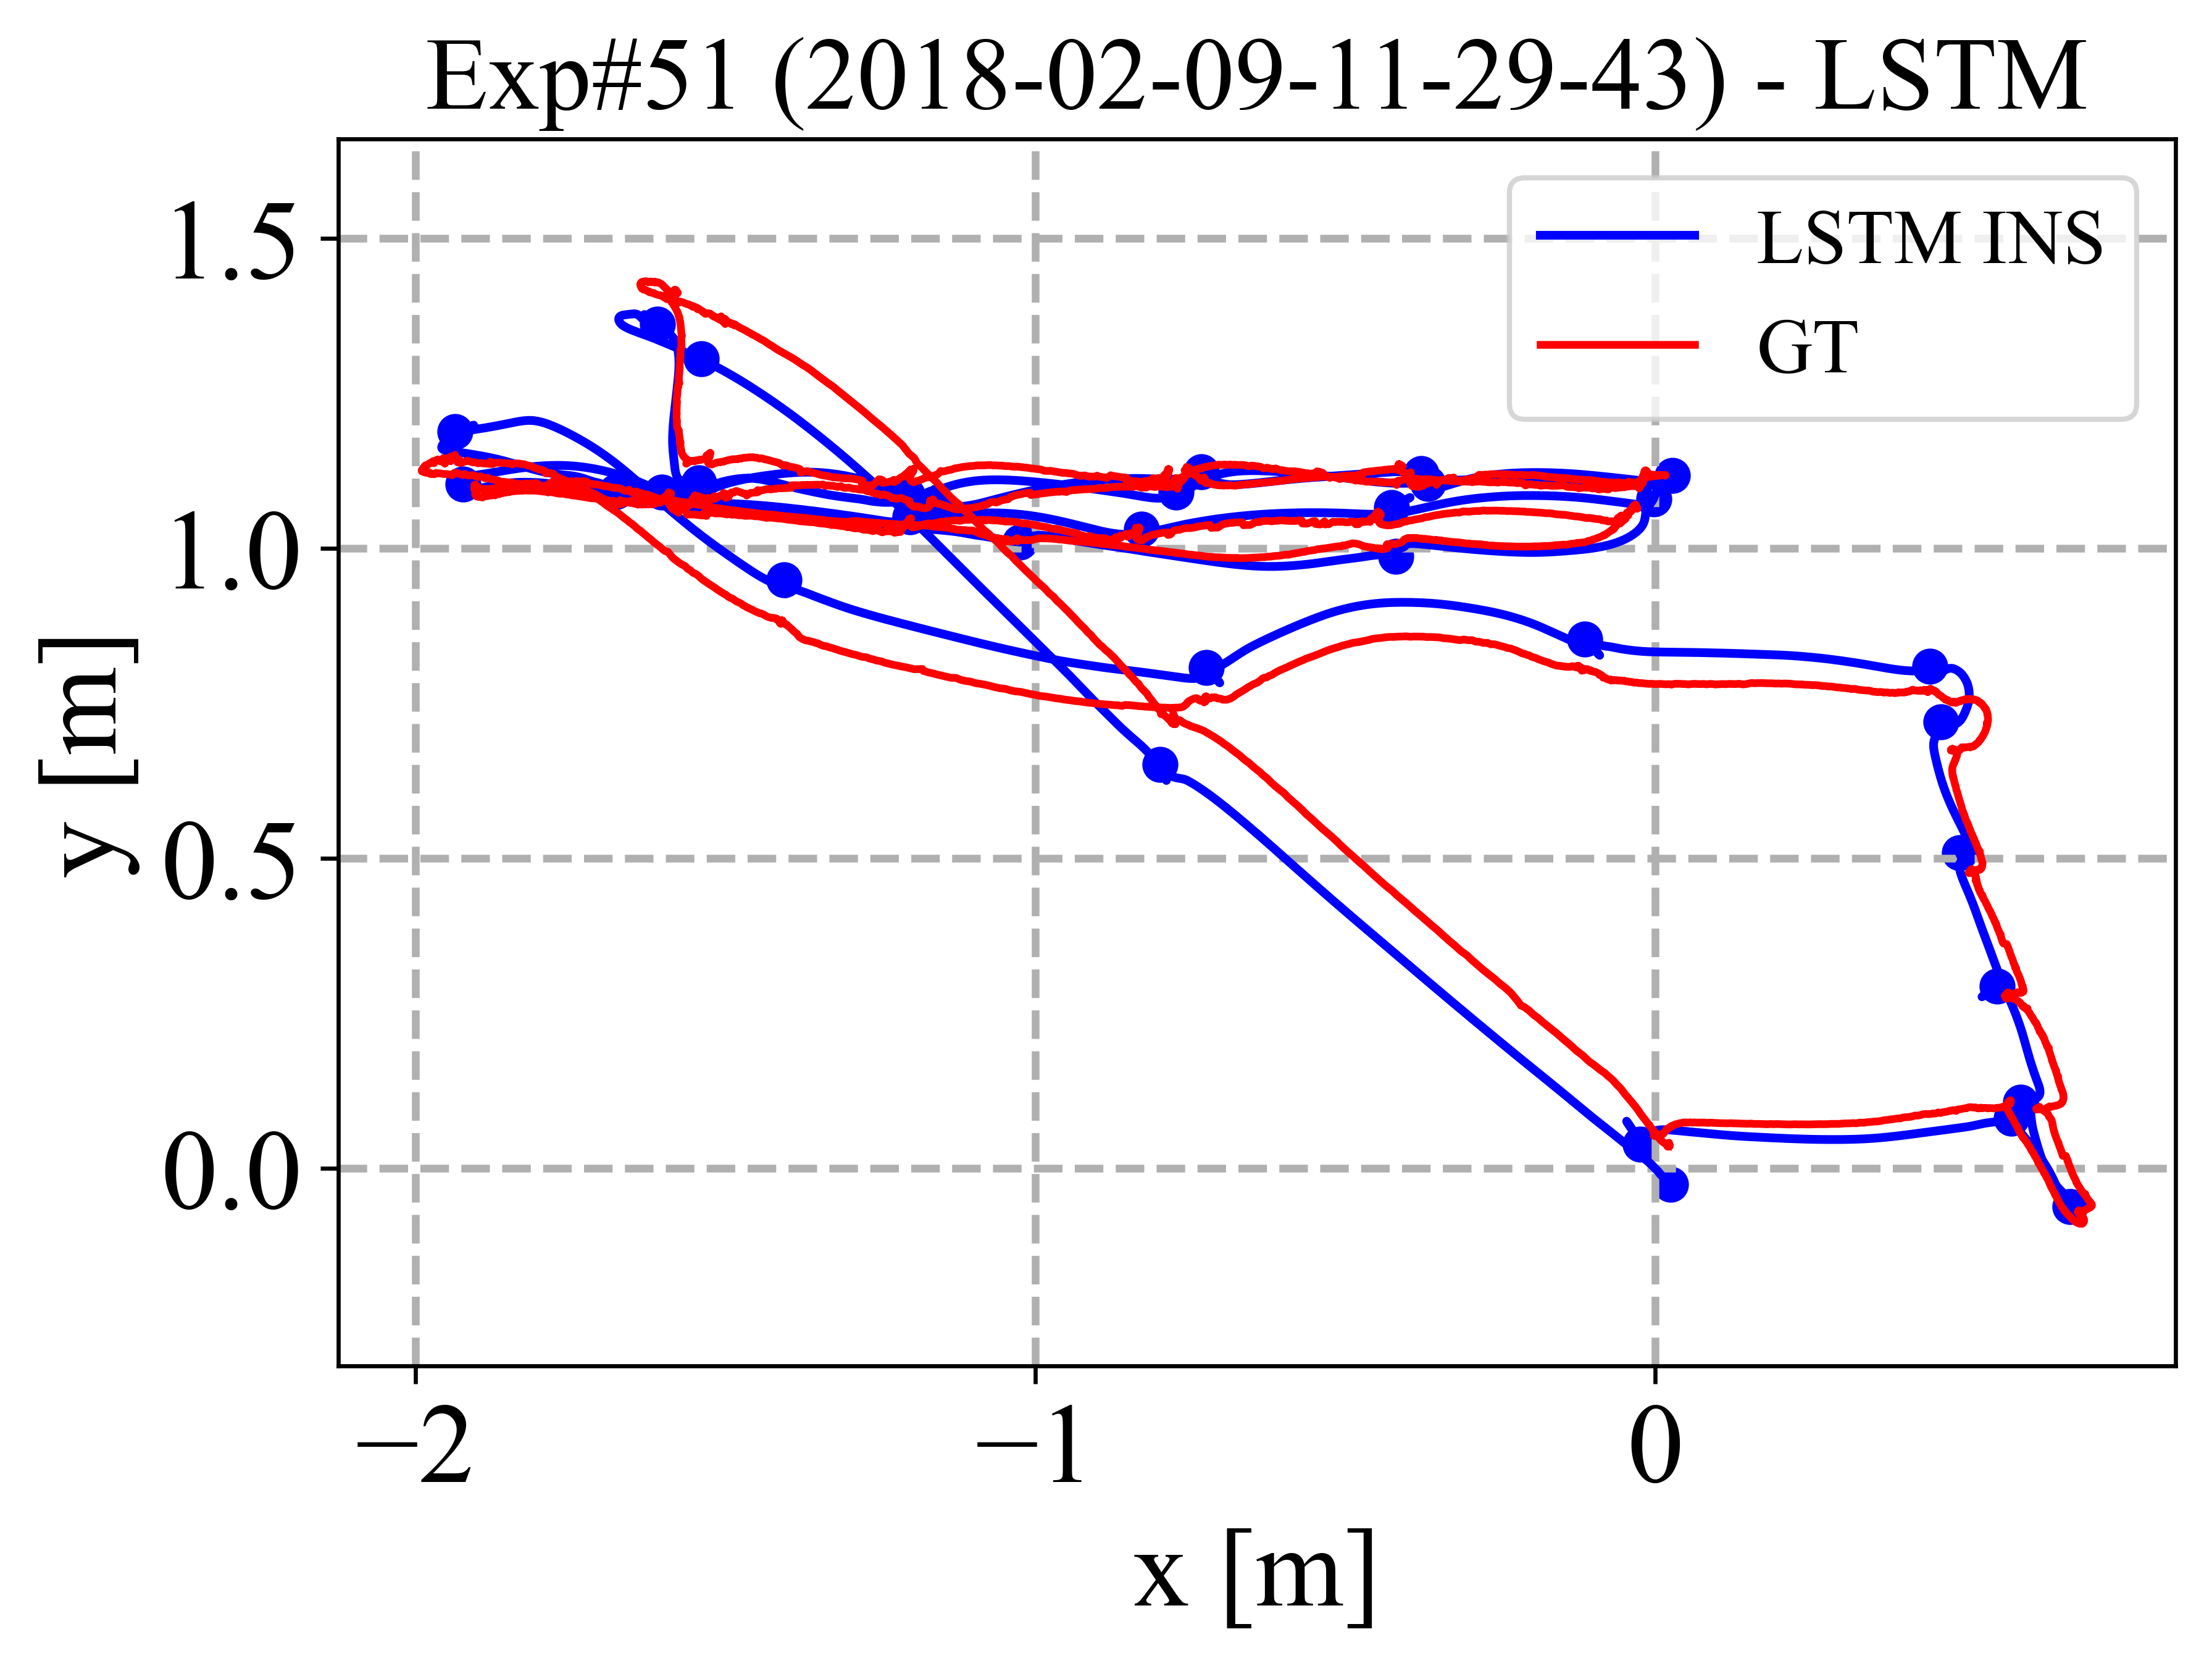 Exp#51 (2018-02-09-11-29-43) - LSTM
LSTM INS
GT
1.5
1.0
0.5
0.0
y [m]
−2
−1
0
x [m]